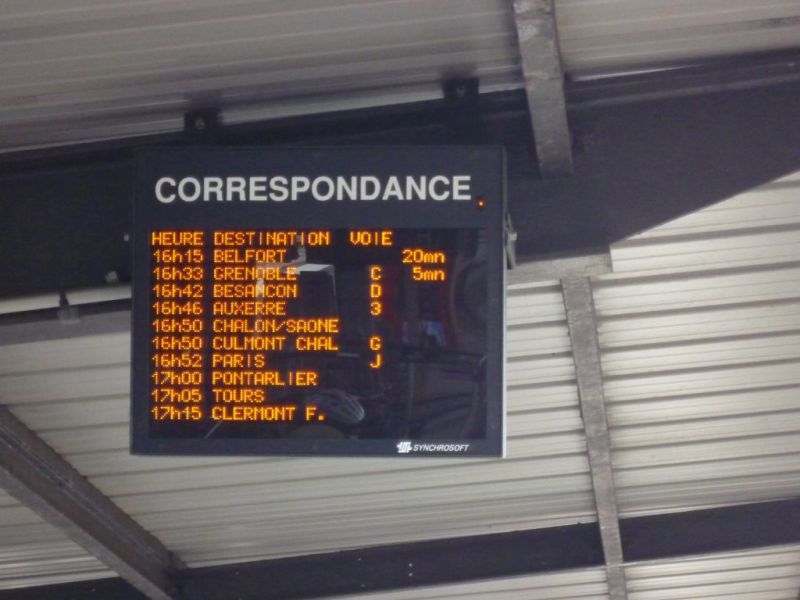 CORRESPONDANCE
HEURE DESTINATION VOIE
16h15 BELFORT 20mn
16h33 GRENOBLE C 5mn
16h42 BESANCON D
16h46 AUXERRE 3
16h50 CHALON/SAONE
16h50 CULMONT CHAL G
16h52 PARIS J
17h00 PONTARLIER
17h05 TOURS
17h15 CLERMONT F.
SYNCHROSOFT